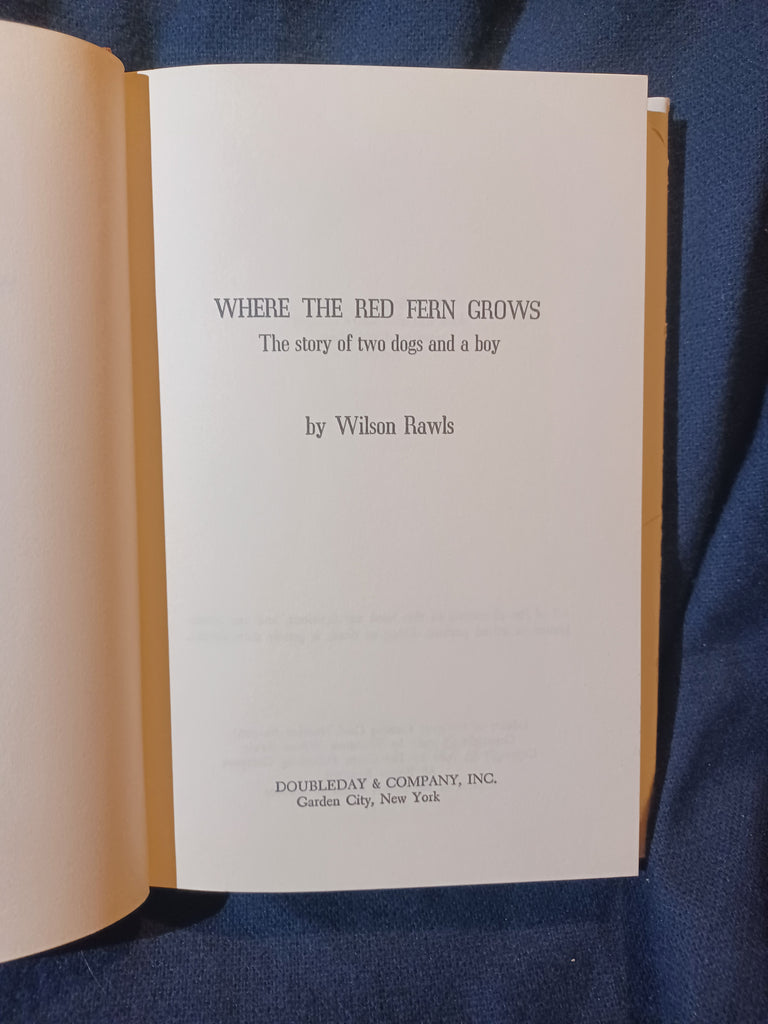 WHERE THE RED FERN GROWS
The story of two dogs and a boy
by Wilson Rawls
DOUBLEDAY & COMPANY, INC.
Garden City, New York